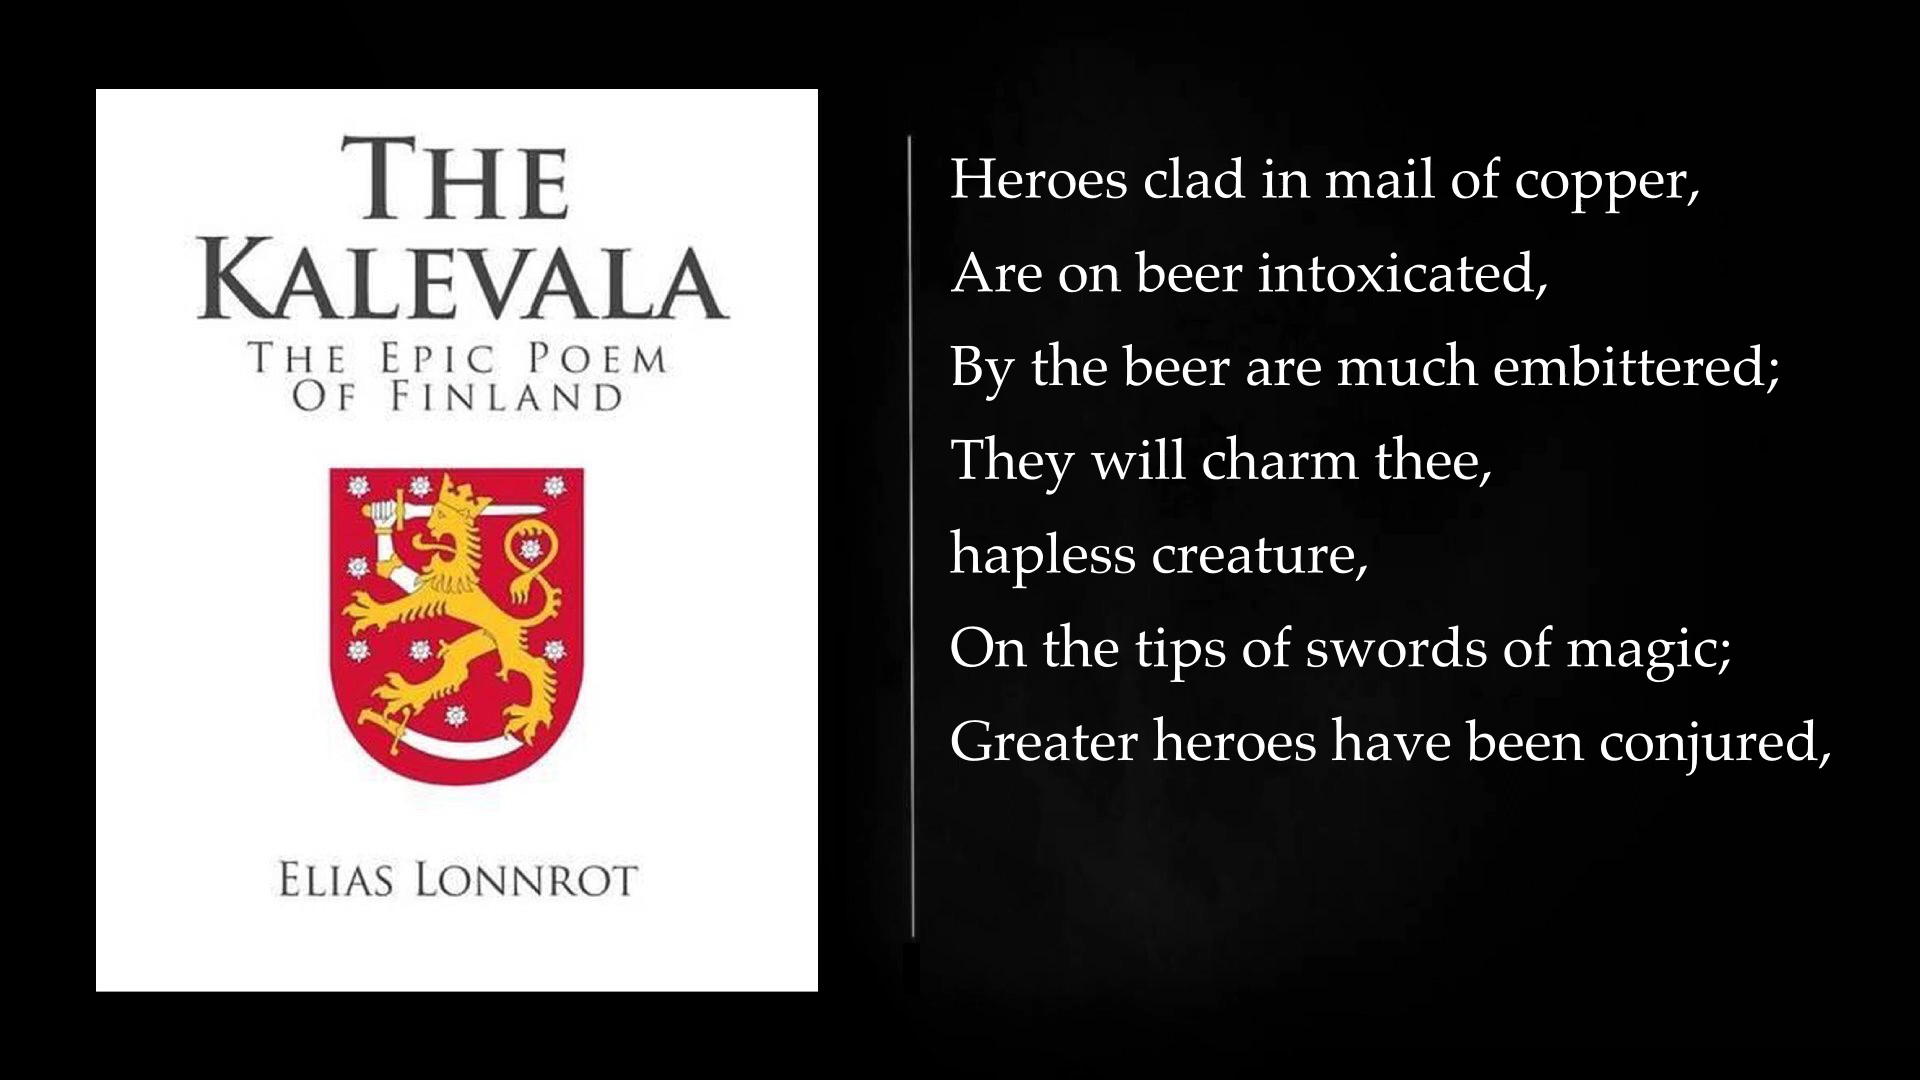 THE
KALEVALA
THE EPIC POEM
OF FINLAND
ELIAS LONNROT
Heroes clad in mail of copper,
Are on beer intoxicated,
By the beer are much embittered;
They will charm thee,
hapless creature,
On the tips of swords of magic;
Greater heroes have been conjured,